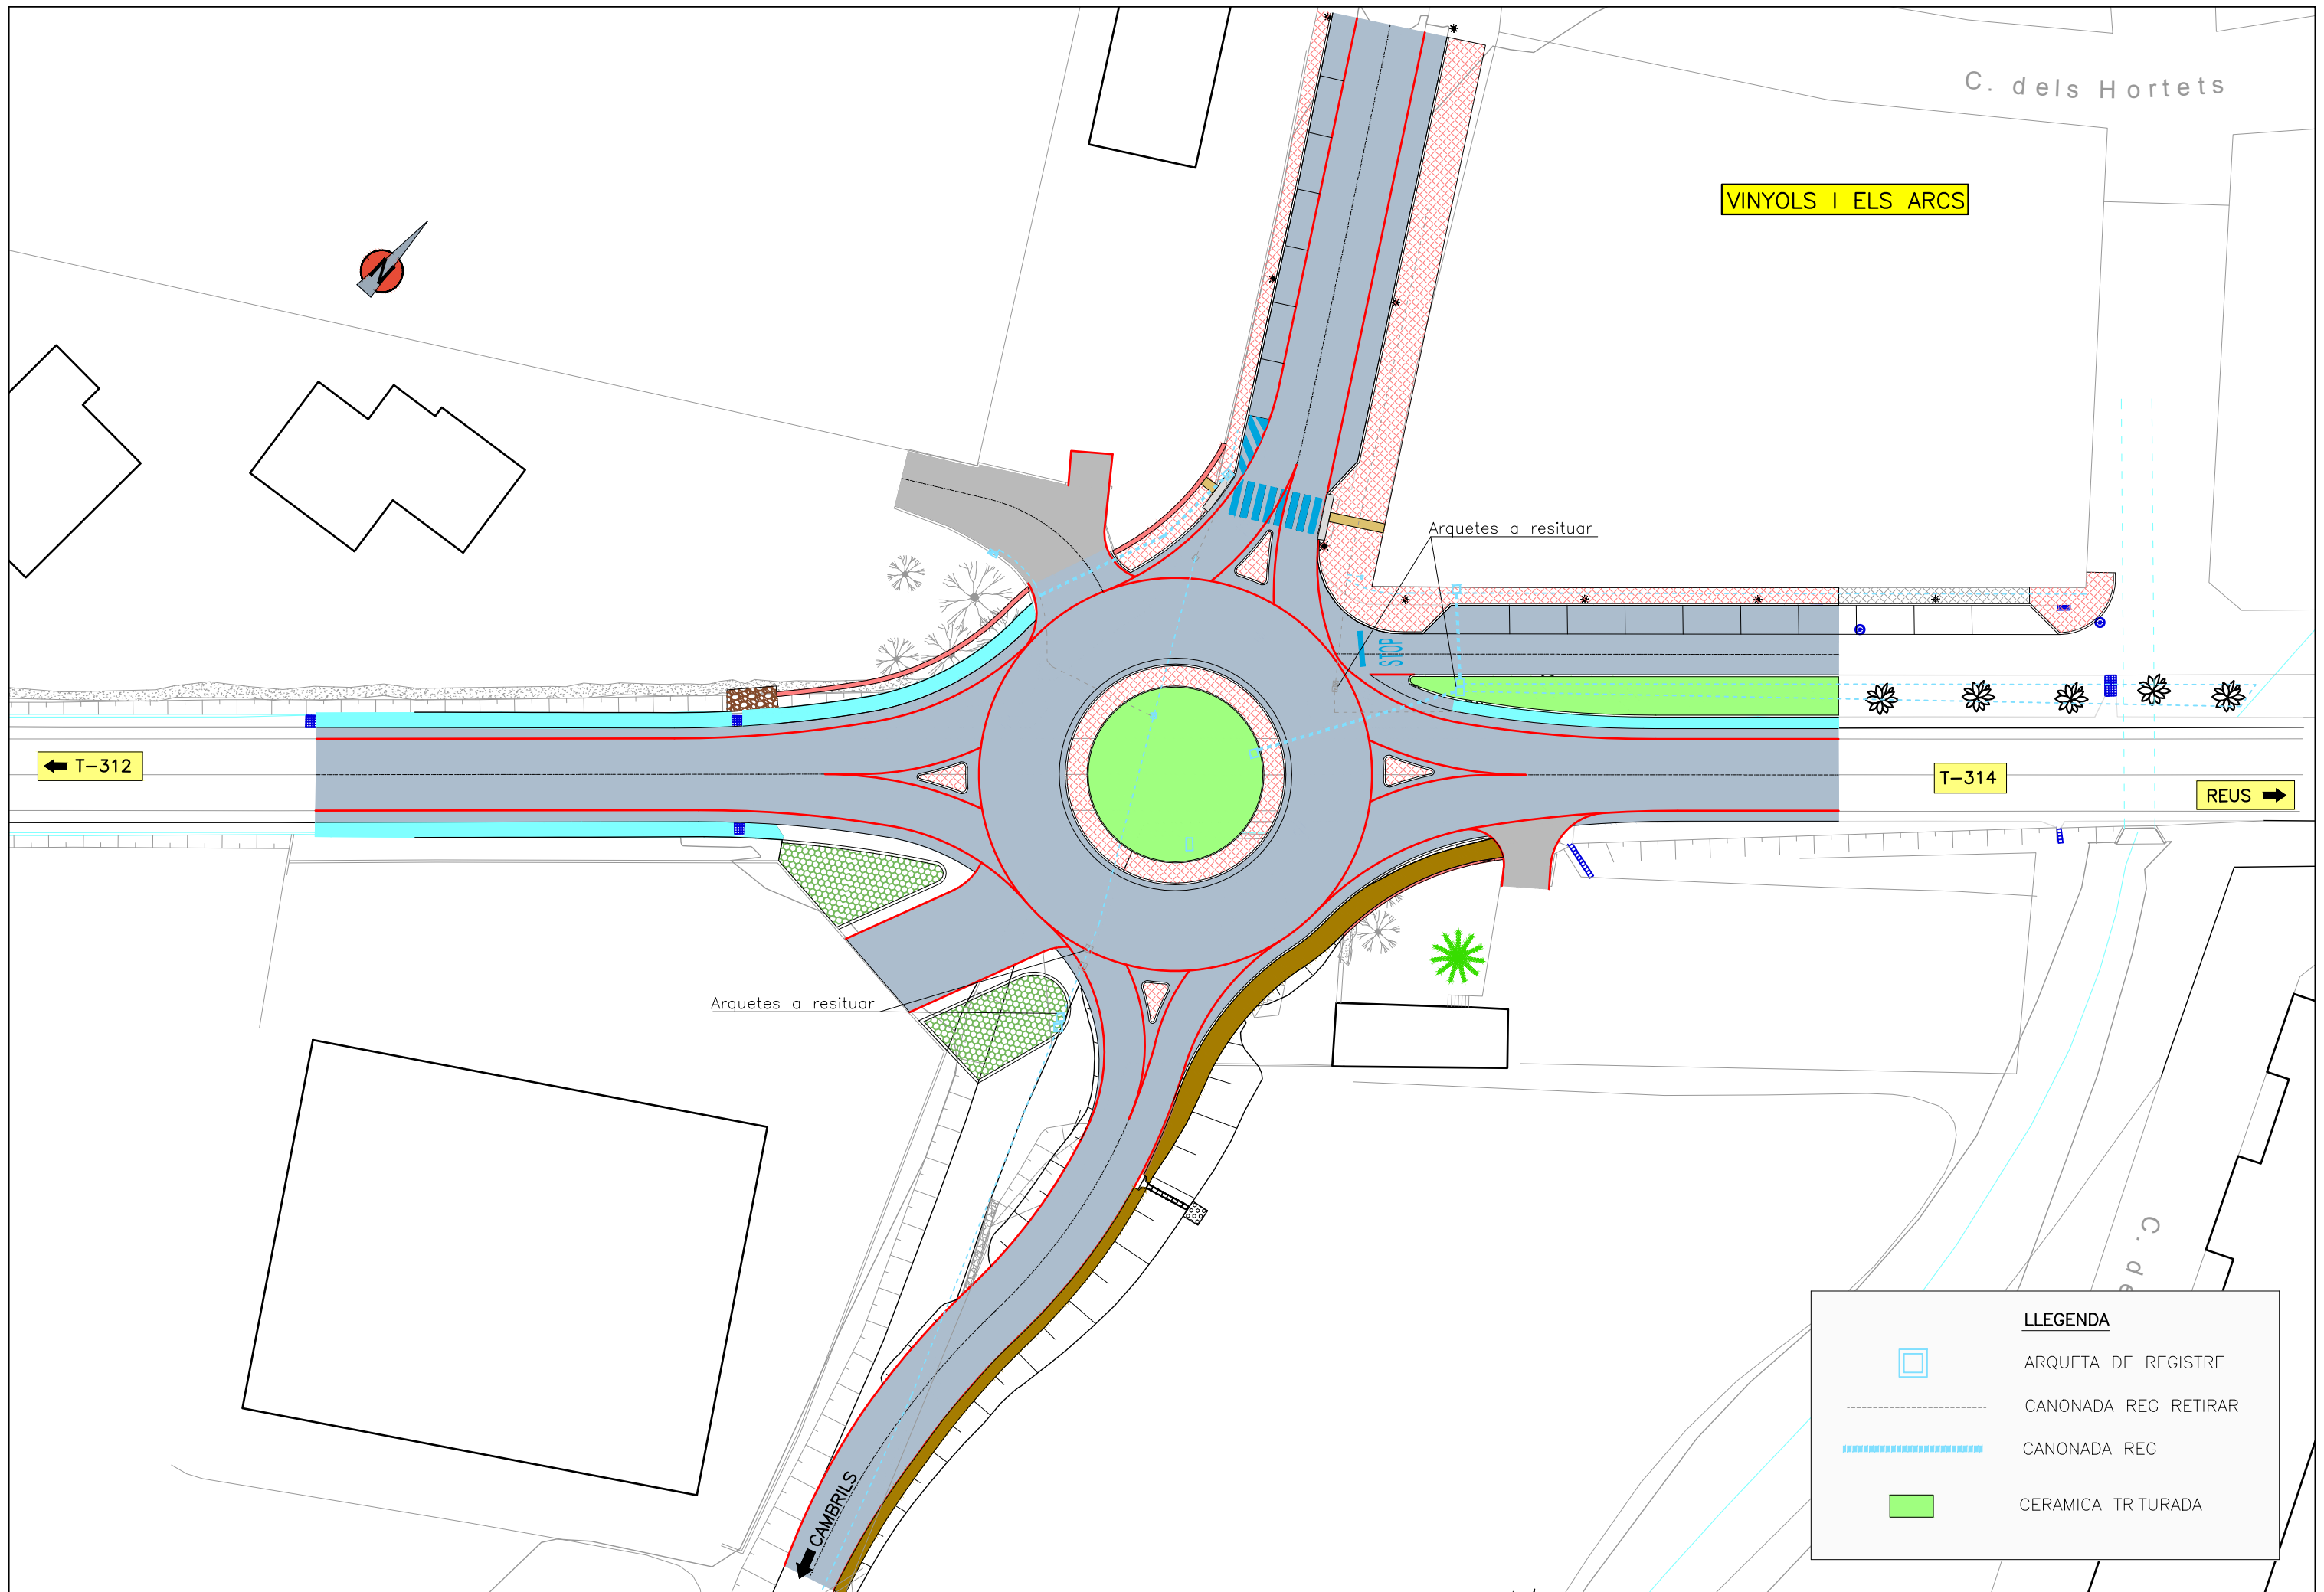 C. dels Hortets
VINYOLS I ELS ARCS
N
Arquetes a resituar
STOP
T-312
T-314
REUS
Arquetes a resituar
C. de
CAMBRILS
LLEGENDA
ARQUETA DE REGISTRE
CANONADA REG RETIRAR
CANONADA REG
CERAMICA TRITURADA